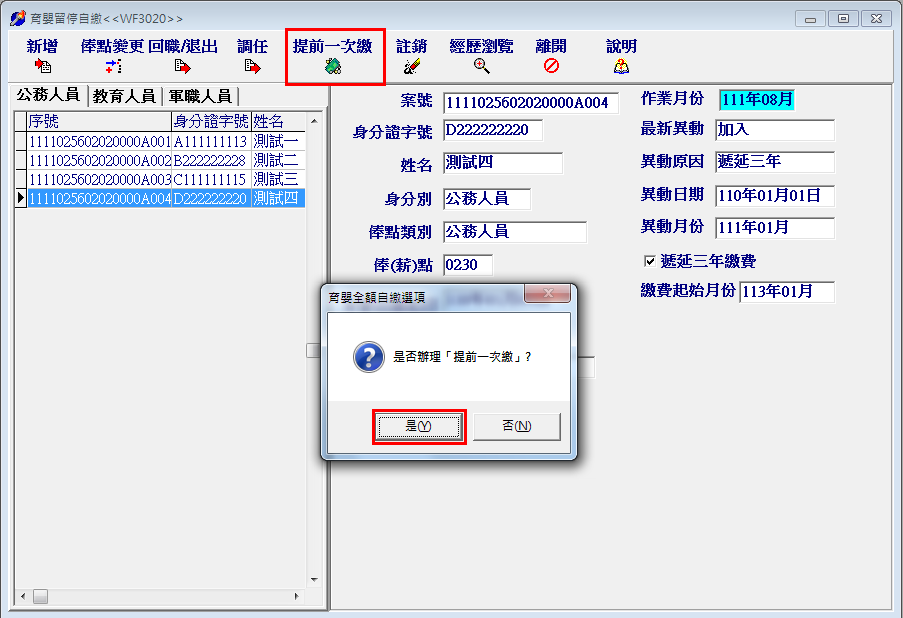 育嬰留停自繳<<WF3020>>
新增 俸點變更 回職/退出 調任 提前一次繳 註銷 經歷瀏覽 離開 說明
公務人員 教育人員 軍職人員
序號 身分證字號 姓名
1111025602020000A001 A111111113 測試一
1111025602020000A002 B222222228 測試二
1111025602020000A003 C111111115 測試三
1111025602020000A004 D222222220 測試四
案號 1111025602020000A004
身分證字號 D222222220
姓名 測試四
身分別 公務人員
俸點類別 公務人員
俸(薪)點 0230
作業月份 111年08月
最新異動 加入
異動原因 遞延三年
異動日期 110年01月01日
異動月份 111年01月
遞延三年繳費
繳費起始月份 113年01月
育嬰全額自繳選項
是否辦理「提前一次繳」?
是(Y) 否(N)